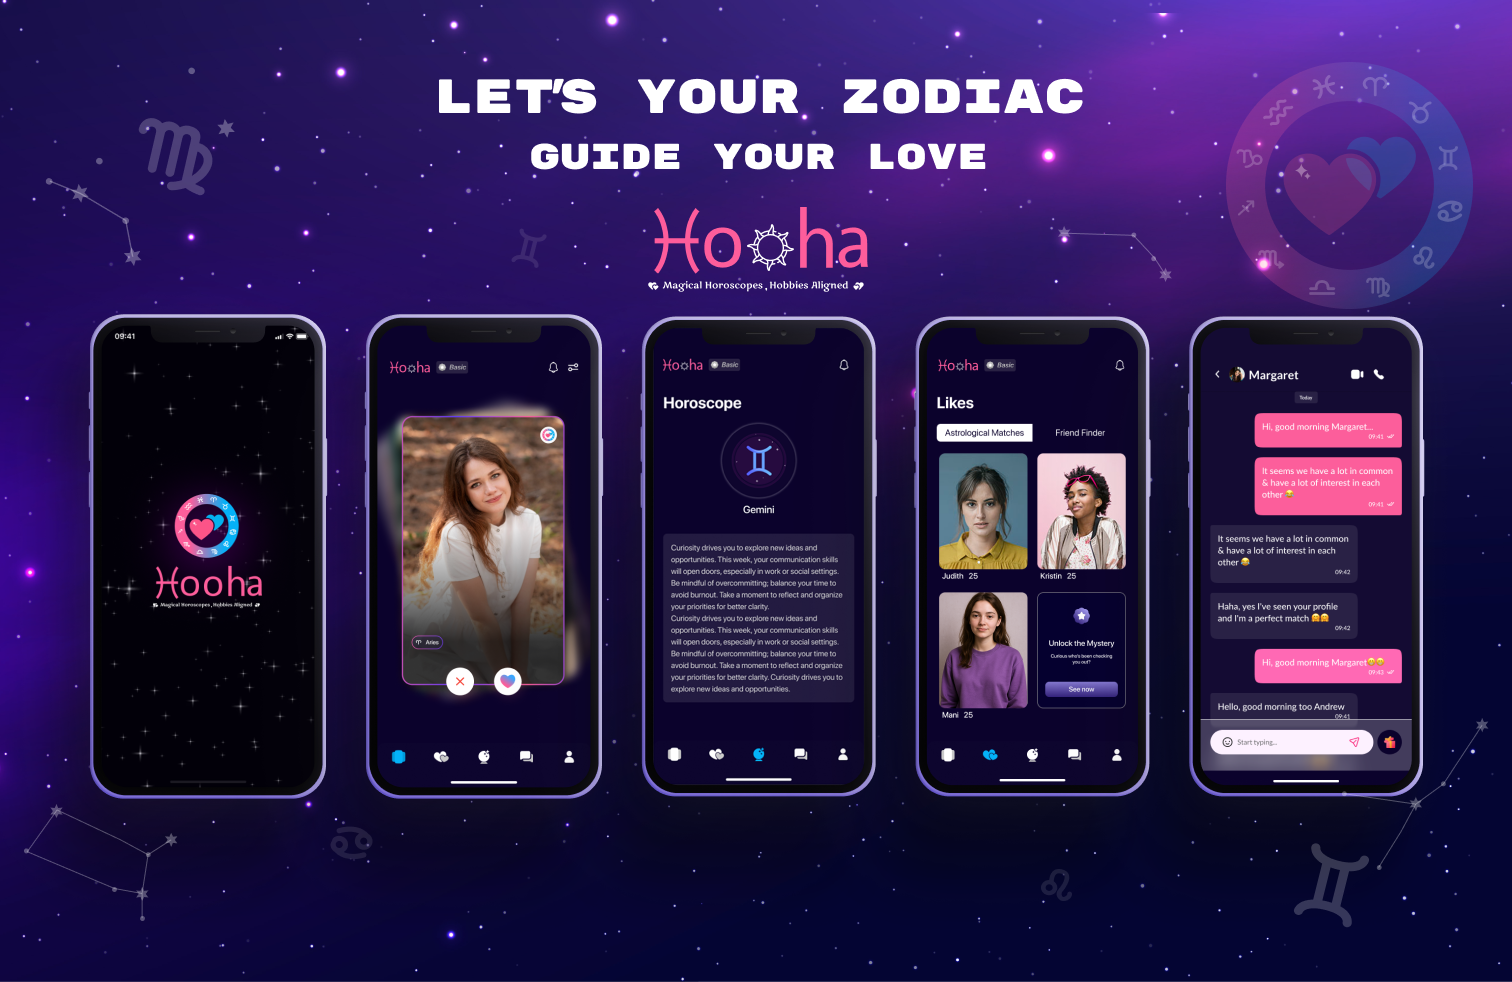 LET'S YOUR ZODIAC
GUIDE YOUR LOVE
Hooha
Magical Horoscopes, Hobbies Aligned
09:41
Hooha
Magical Horoscopes, Hobbies Aligned
Hooha Basic
Aries
Hooha Basic
Horoscope
Gemini
Curiosity drives you to explore new ideas and
opportunities. This week, your communication skills
will open doors, especially in work or social settings.
Be mindful of overcommitting; balance your time to
avoid burnout. Take a moment to reflect and organize
your priorities for better clarity.
Curiosity drives you to explore new ideas and
opportunities. This week, your communication skills
will open doors, especially in work or social settings.
Be mindful of overcommitting; balance your time to
avoid burnout. Take a moment to reflect and organize
your priorities for better clarity. Curiosity drives you to
explore new ideas and opportunities.
Hooha Basic
Likes
Astrological Matches Friend Finder
Judith 25 Kristin 25
Mani 25
Unlock the Mystery
Curious who's been checking
you out?
See now
Margaret
Today
Hi, good morning Margaret...
09:41
It seems we have a lot in common
& have a lot of interest in each
other 😂
09:41
It seems we have a lot in common
& have a lot of interest in each
other 😂
09:42
Haha, yes I've seen your profile
and I'm a perfect match 🤗🤗
09:42
Hi, good morning Margaret
09:43
Hello, good morning too Andrew
09:41
Start typing...